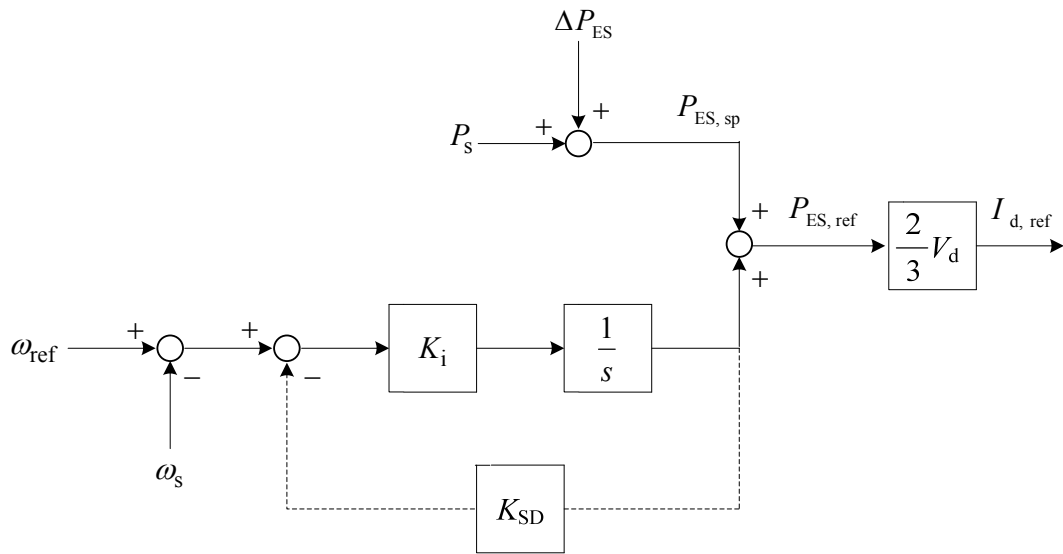 ΔP_ES
+
P_ES, sp
P_s
+
+
P_ES, ref
2/3 V_d
I_d, ref
+
ω_ref
+
+
K_i
1/s
−
−
ω_s
K_SD